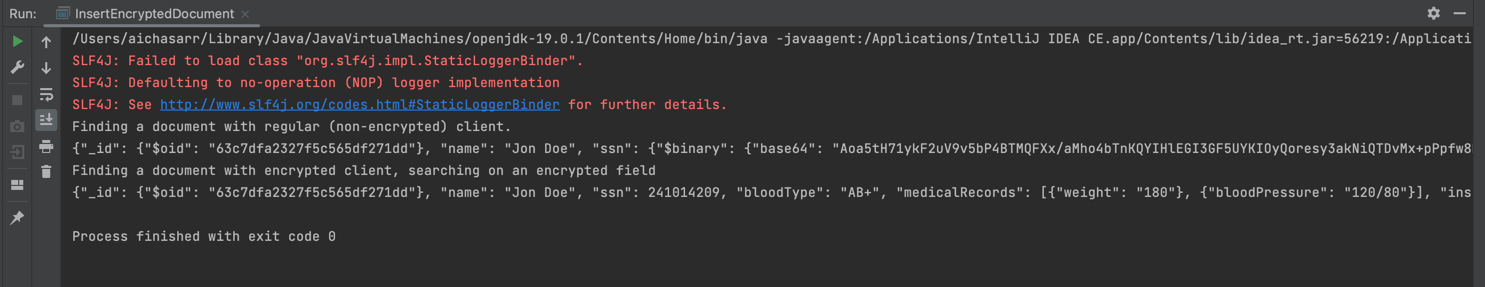 Run: InsertEncryptedDocument
/Users/aichasarr/Library/Java/JavaVirtualMachines/openjdk-19.0.1/Contents/Home/bin/java -javaagent:/Applications/IntelliJ IDEA CE.app/Contents/lib/idea_rt.jar=56219:/Applicati
SLF4J: Failed to load class "org.slf4j.impl.StaticLoggerBinder".
SLF4J: Defaulting to no-operation (NOP) logger implementation
SLF4J: See http://www.slf4j.org/codes.html#StaticLoggerBinder for further details.
Finding a document with regular (non-encrypted) client.
{"_id": {"$oid": "63c7dfa2327f5c565df271dd"}, "name": "Jon Doe", "ssn": {"$binary": {"base64": "Aoa5tH71ykF2uV9v5bP4BTMQFXx/aMho4bTnKQYIHlEGI3GF5UYKIOyQoresy3akNiQTDvMx+pPpfw8
Finding a document with encrypted client, searching on an encrypted field
{"_id": {"$oid": "63c7dfa2327f5c565df271dd"}, "name": "Jon Doe", "ssn": 241014209, "bloodType": "AB+", "medicalRecords": [{"weight": "180"}, {"bloodPressure": "120/80"}], "ins
Process finished with exit code 0